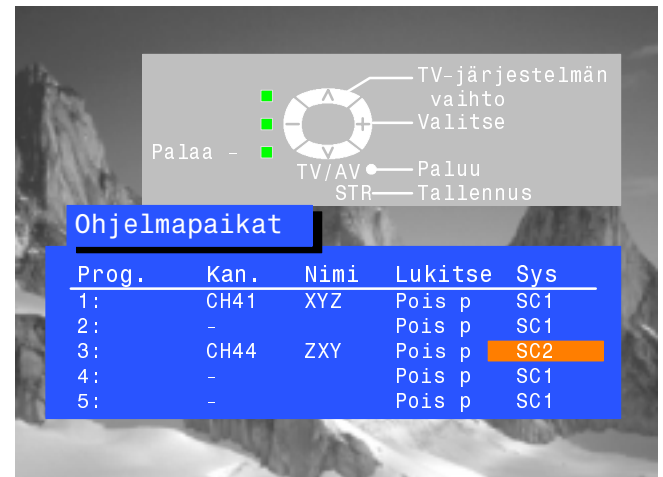 TV-järjestelmän
vaihto
Valitse
Palaa -
TV/AV Paluu
STR Tallennus
Ohjelmapaikat
Prog. Kan. Nimi Lukitse Sys
1: CH41 XYZ Pois p SC1
2: - Pois p SC1
3: CH44 ZXY Pois p SC2
4: - Pois p SC1
5: - Pois p SC1